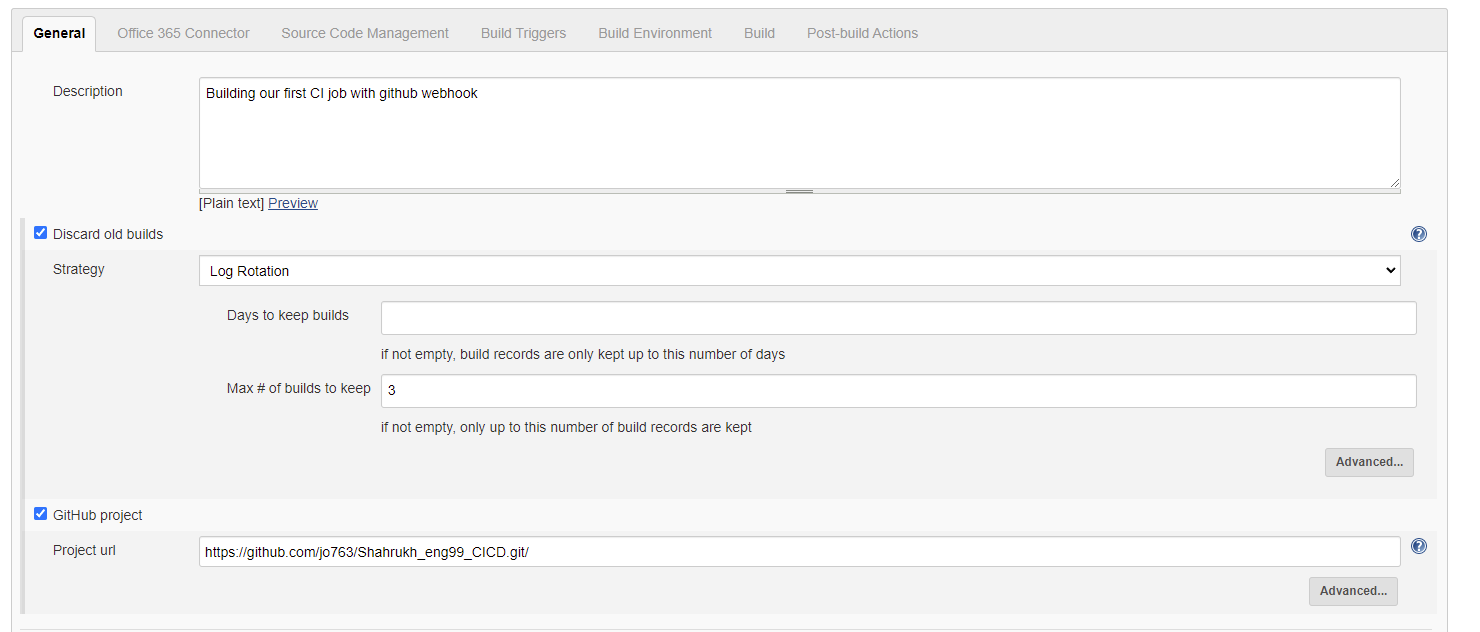 General Office 365 Connector Source Code Management Build Triggers Build Environment Build Post-build Actions
Description
Building our first CI job with github webhook
[Plain text] Preview
Discard old builds ?
Strategy
Log Rotation
Days to keep builds
if not empty, build records are only kept up to this number of days
Max # of builds to keep
3
if not empty, only up to this number of build records are kept
Advanced...
GitHub project
Project url
https://github.com/jo763/Shahrukh_eng99_CICD.git/ ?
Advanced...